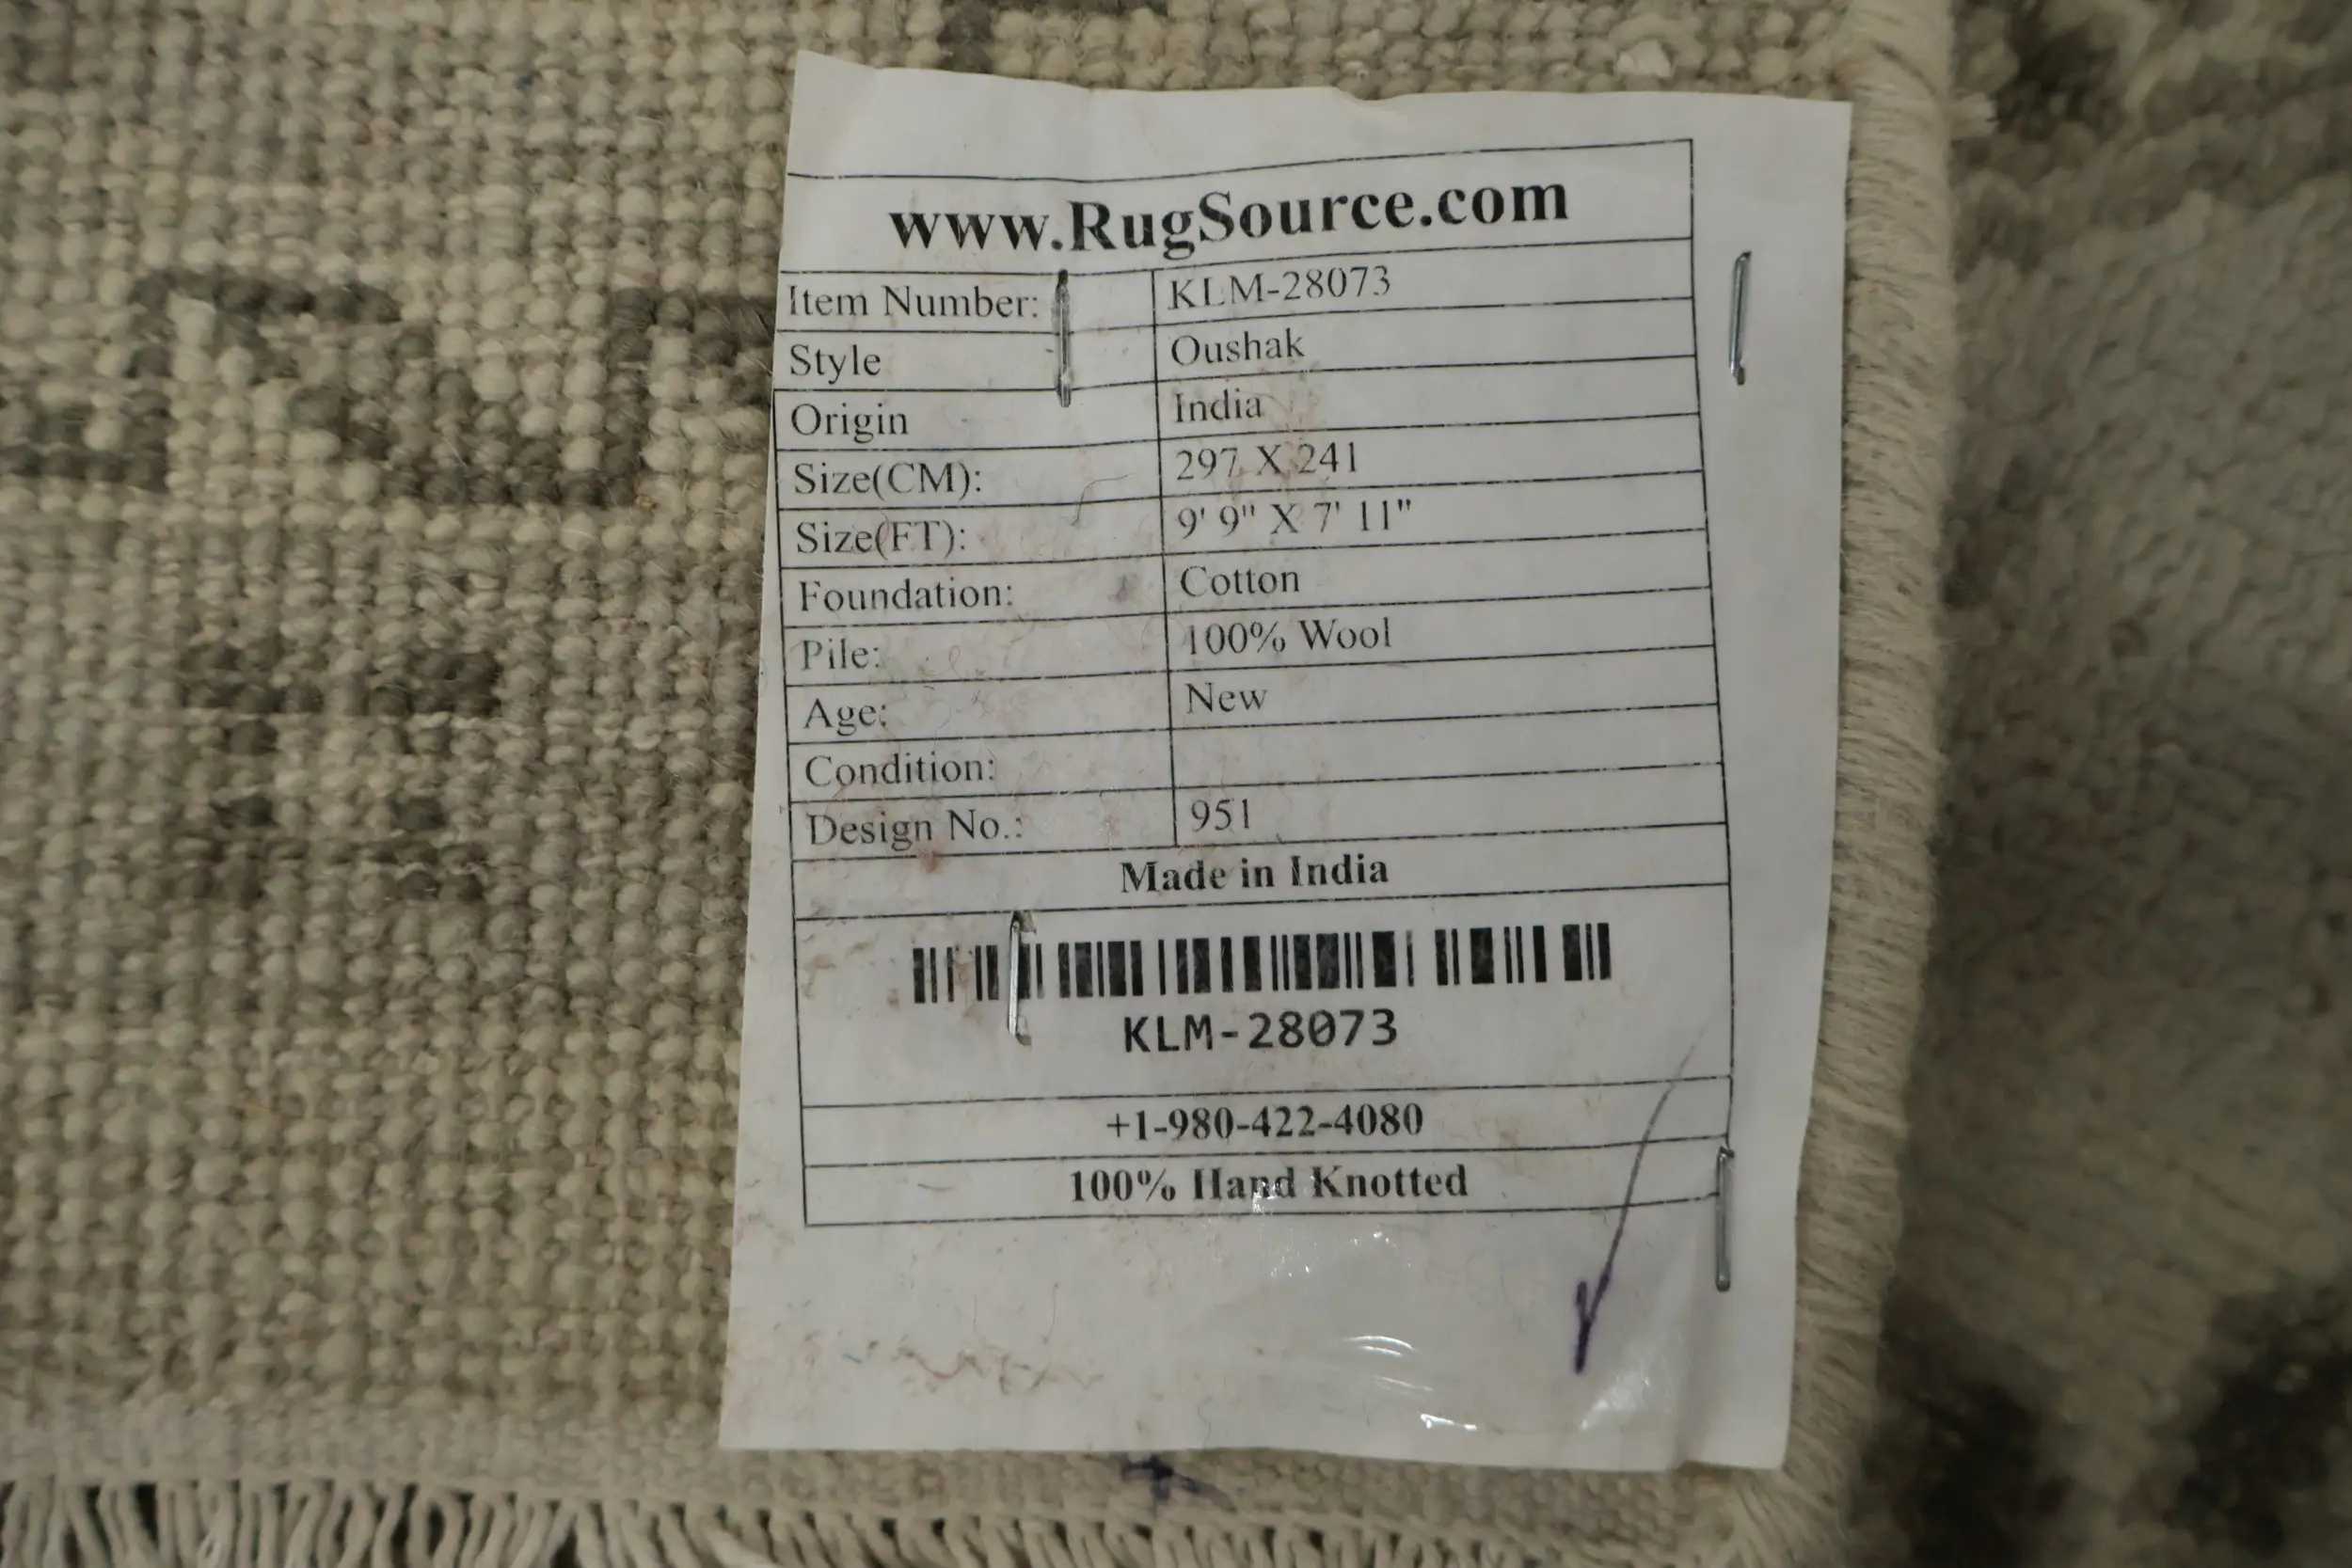 www.RugSource.com
Item Number: KLM-28073
Style Oushak
Origin India
Size(CM): 297 X 241
Size(FT): 9' 9" X 7' 11"
Foundation: Cotton
Pile: 100% Wool
Age: New
Condition:
Design No.: 951
Made in India
KLM-28073
+1-980-422-4080
100% Hand Knotted